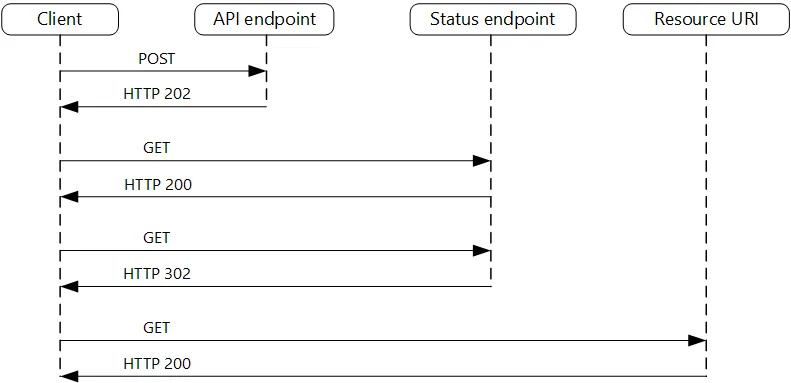 Client
API endpoint
Status endpoint
Resource URI
POST
HTTP 202
GET
HTTP 200
GET
HTTP 302
GET
HTTP 200